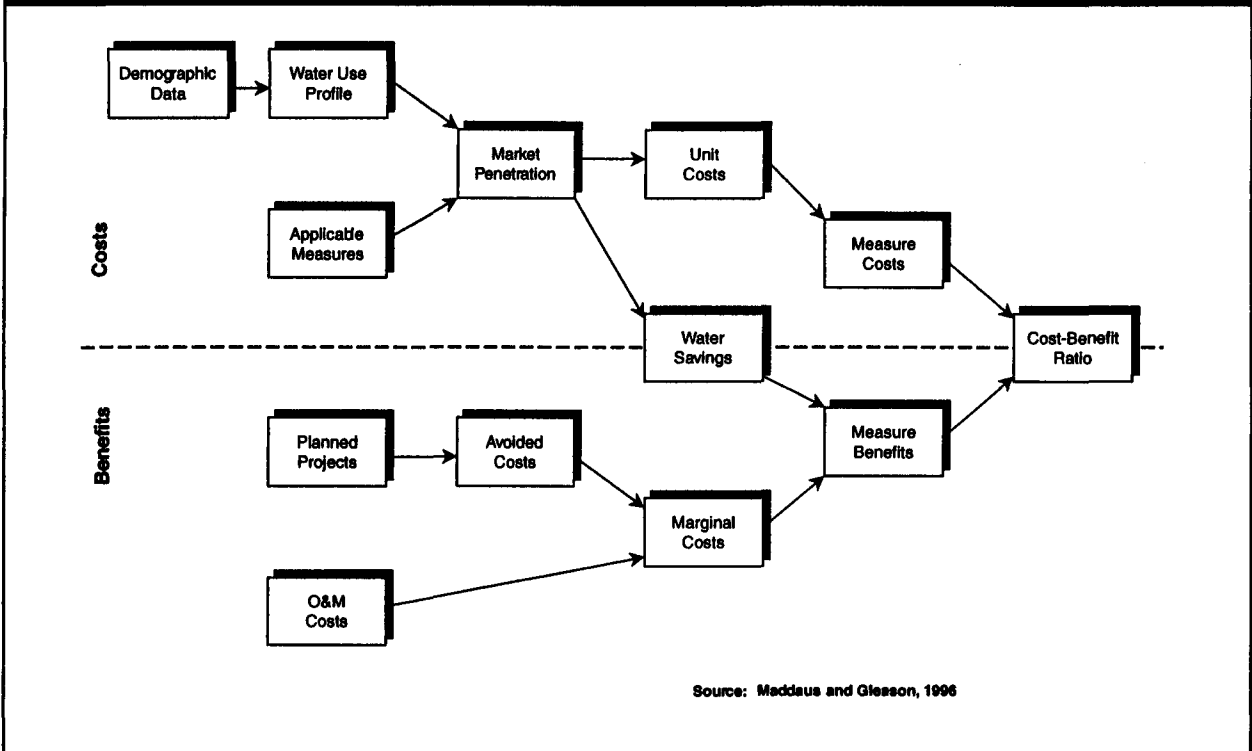 Demographic
Data
Water Use
Profile
Market
Penetration
Unit
Costs
Applicable
Measures
Measure
Costs
Costs
Water
Savings
Cost-Benefit
Ratio
Benefits
Planned
Projects
Avoided
Costs
Measure
Benefits
Marginal
Costs
O&M
Costs
Source: Maddaus and Gleason, 1996